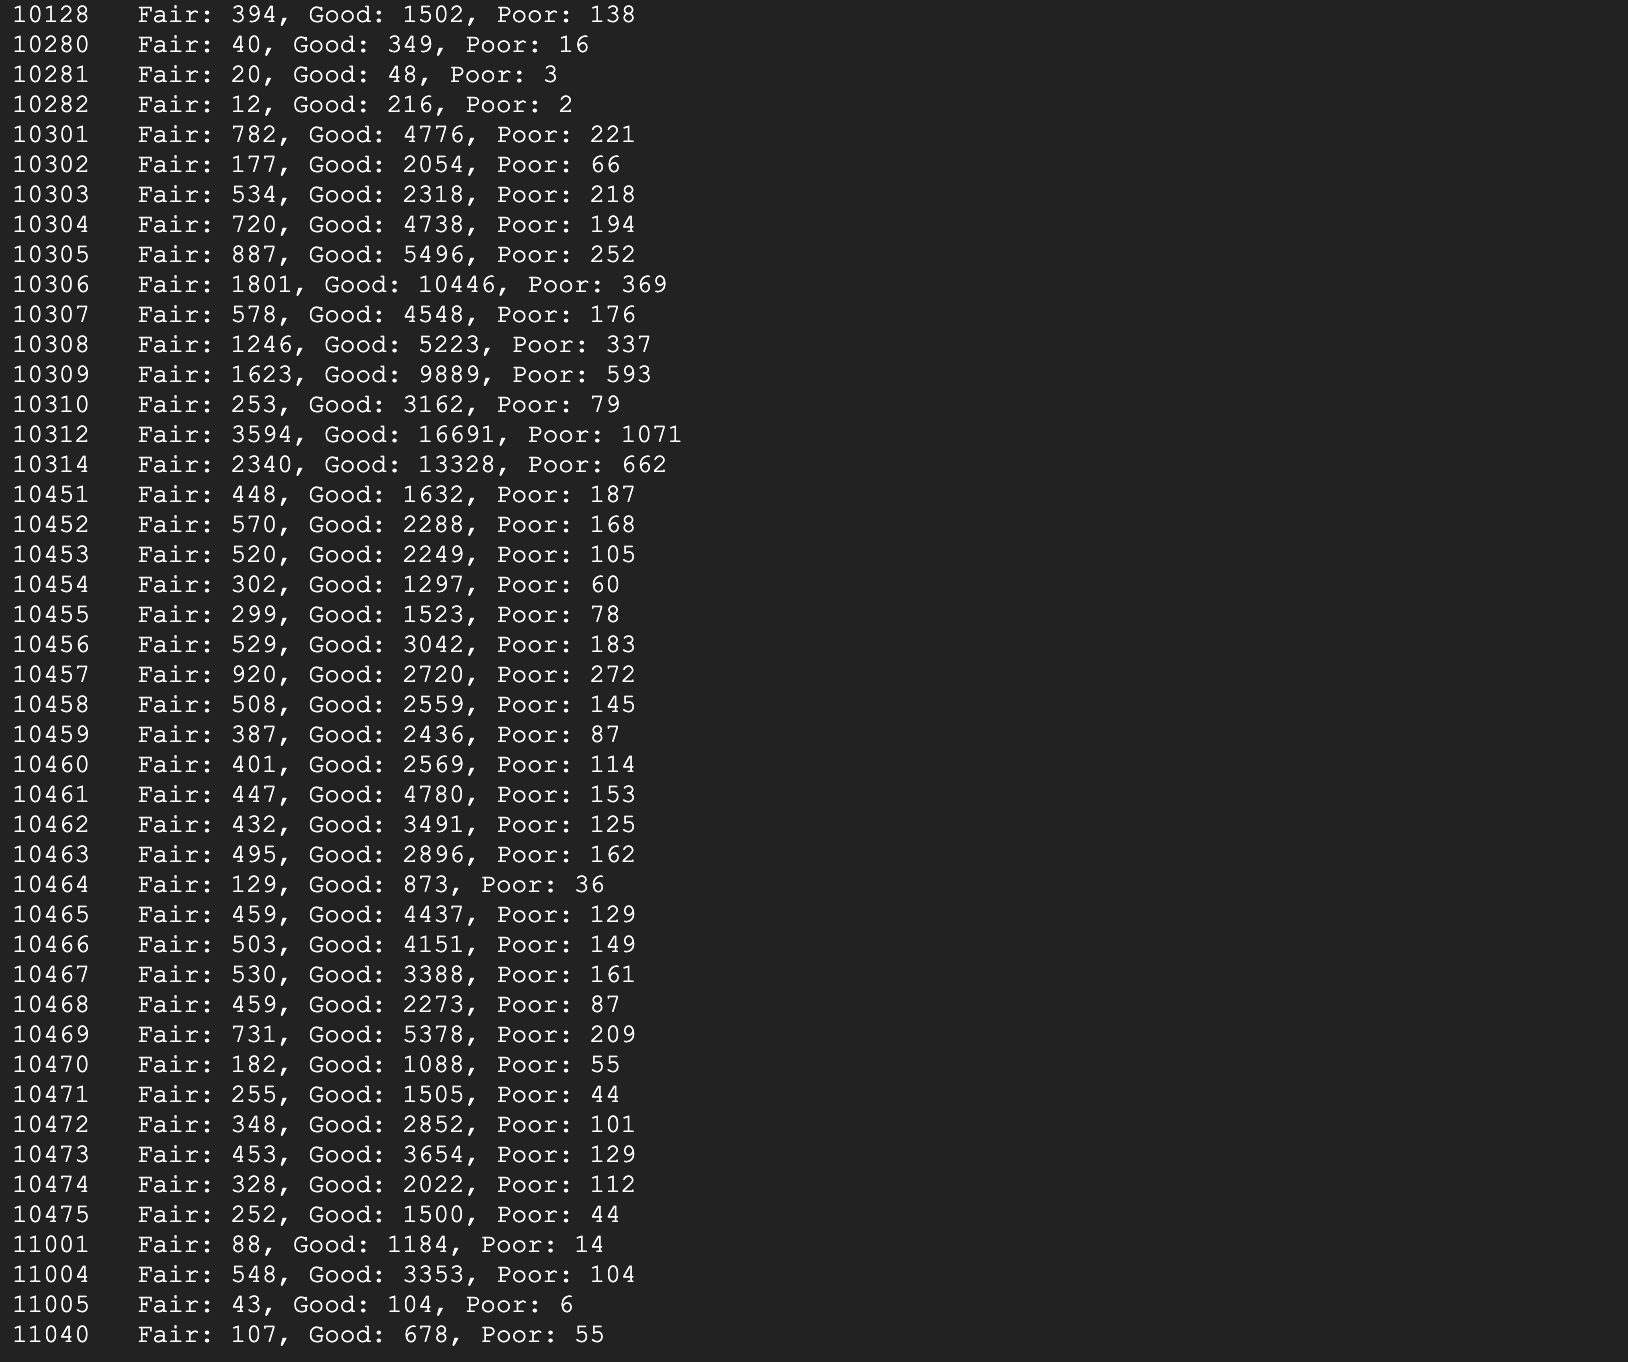 10128   Fair: 394, Good: 1502, Poor: 138
10280   Fair: 40, Good: 349, Poor: 16
10281   Fair: 20, Good: 48, Poor: 3
10282   Fair: 12, Good: 216, Poor: 2
10301   Fair: 782, Good: 4776, Poor: 221
10302   Fair: 177, Good: 2054, Poor: 66
10303   Fair: 534, Good: 2318, Poor: 218
10304   Fair: 720, Good: 4738, Poor: 194
10305   Fair: 887, Good: 5496, Poor: 252
10306   Fair: 1801, Good: 10446, Poor: 369
10307   Fair: 578, Good: 4548, Poor: 176
10308   Fair: 1246, Good: 5223, Poor: 337
10309   Fair: 1623, Good: 9889, Poor: 593
10310   Fair: 253, Good: 3162, Poor: 79
10312   Fair: 3594, Good: 16691, Poor: 1071
10314   Fair: 2340, Good: 13328, Poor: 662
10451   Fair: 448, Good: 1632, Poor: 187
10452   Fair: 570, Good: 2288, Poor: 168
10453   Fair: 520, Good: 2249, Poor: 105
10454   Fair: 302, Good: 1297, Poor: 60
10455   Fair: 299, Good: 1523, Poor: 78
10456   Fair: 529, Good: 3042, Poor: 183
10457   Fair: 920, Good: 2720, Poor: 272
10458   Fair: 508, Good: 2559, Poor: 145
10459   Fair: 387, Good: 2436, Poor: 87
10460   Fair: 401, Good: 2569, Poor: 114
10461   Fair: 447, Good: 4780, Poor: 153
10462   Fair: 432, Good: 3491, Poor: 125
10463   Fair: 495, Good: 2896, Poor: 162
10464   Fair: 129, Good: 873, Poor: 36
10465   Fair: 459, Good: 4437, Poor: 129
10466   Fair: 503, Good: 4151, Poor: 149
10467   Fair: 530, Good: 3388, Poor: 161
10468   Fair: 459, Good: 2273, Poor: 87
10469   Fair: 731, Good: 5378, Poor: 209
10470   Fair: 182, Good: 1088, Poor: 55
10471   Fair: 255, Good: 1505, Poor: 44
10472   Fair: 348, Good: 2852, Poor: 101
10473   Fair: 453, Good: 3654, Poor: 129
10474   Fair: 328, Good: 2022, Poor: 112
10475   Fair: 252, Good: 1500, Poor: 44
11001   Fair: 88, Good: 1184, Poor: 14
11004   Fair: 548, Good: 3353, Poor: 104
11005   Fair: 43, Good: 104, Poor: 6
11040   Fair: 107, Good: 678, Poor: 55